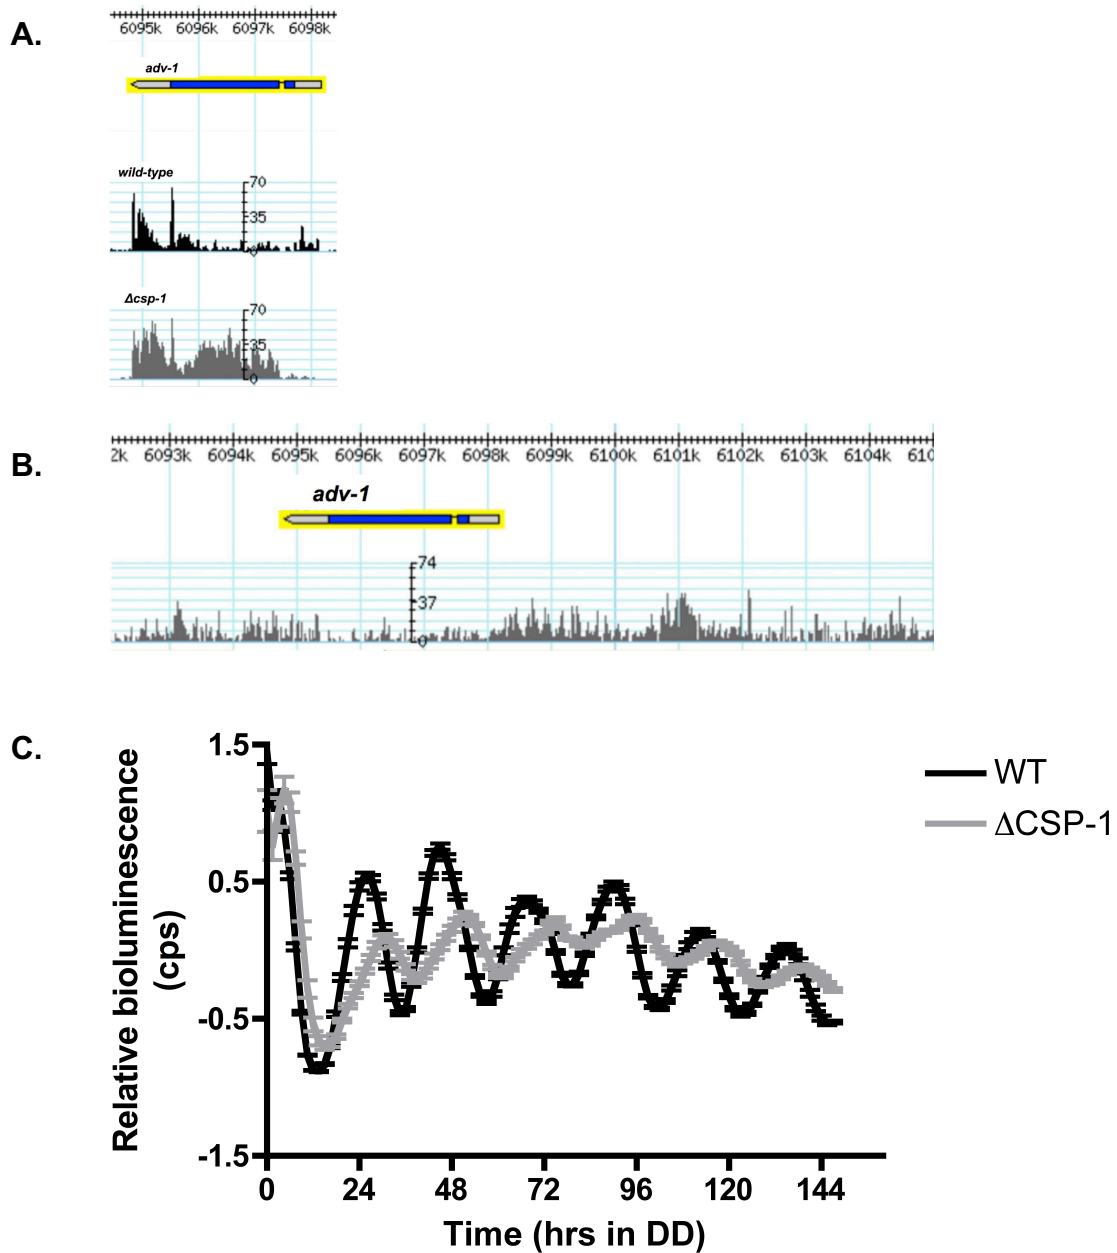 A.
6095k 6096k 6097k 6098k
adv-1
wild-type
70
35
0
Δcsp-1
70
35
0
B.
2k 6093k 6094k 6095k 6096k 6097k 6098k 6099k 6100k 6101k 6102k 6103k 6104k 610
adv-1
74
37
0
C.
1.5
0.5
-0.5
-1.5
Relative bioluminescence
(cps)
WT
ΔCSP-1
0 24 48 72 96 120 144
Time (hrs in DD)